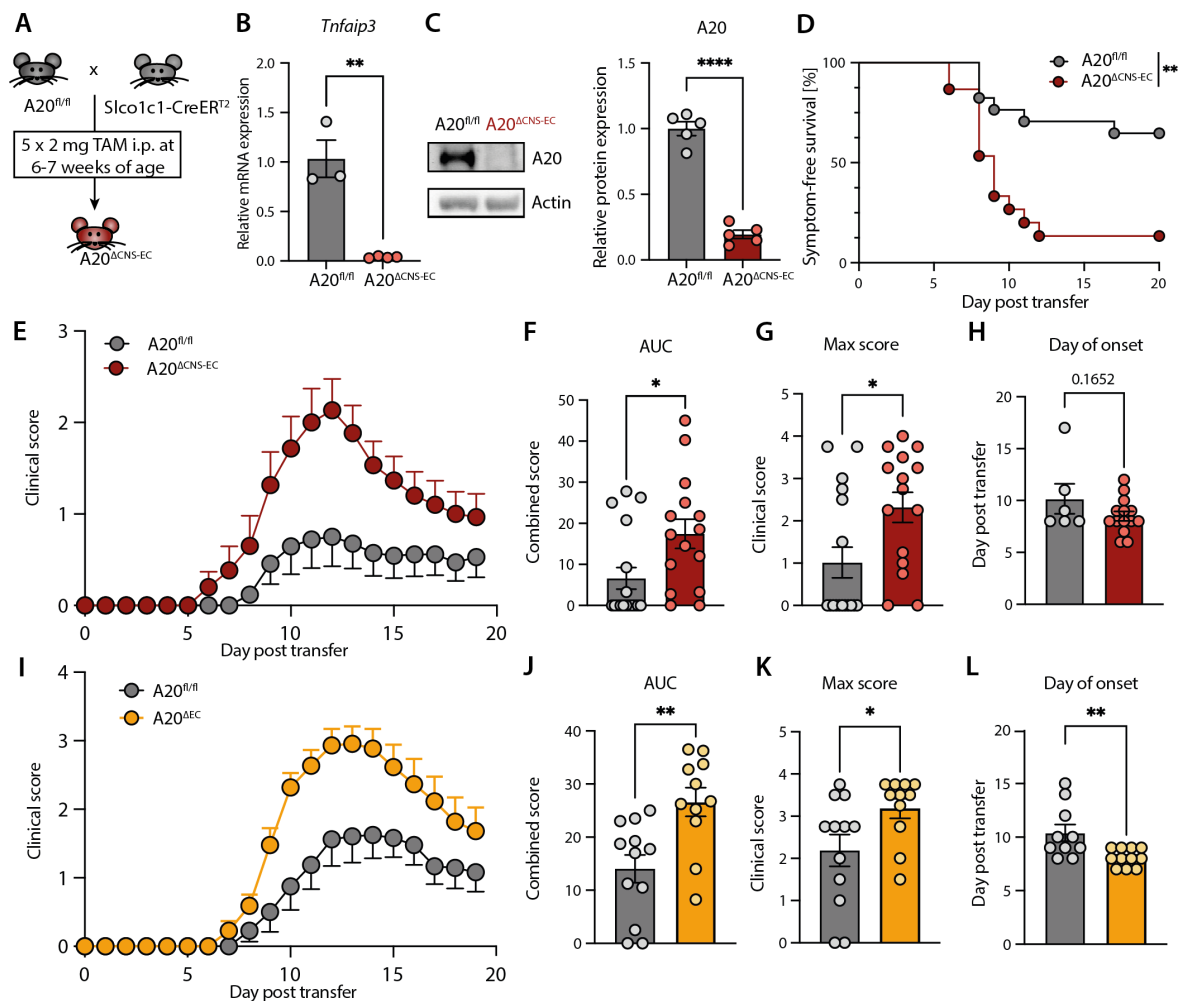 A
A20fl/fl
x
Slco1c1-CreERT2
5 x 2 mg TAM i.p. at
6-7 weeks of age
A20ΔCNS-EC
B
Tnfaip3
**
Relative mRNA expression
2.0
1.5
1.0
0.5
0.0
A20fl/fl
A20ΔCNS-EC
C
A20fl/fl A20ΔCNS-EC
A20
Actin
A20
****
Relative protein expression
1.5
1.0
0.5
0.0
A20fl/fl
A20ΔCNS-EC
D
A20fl/fl
A20ΔCNS-EC
**
Symptom-free survival [%]
100
50
0
0 5 10 15 20
Day post transfer
E
A20fl/fl
A20ΔCNS-EC
Clinical score
3
2
1
0
0 5 10 15 20
Day post transfer
F
AUC
*
Combined score
50
40
30
20
10
0
G
Max score
*
Clinical score
5
4
3
2
1
0
H
Day of onset
0.1652
Day post transfer
20
15
10
5
0
I
A20fl/fl
A20ΔEC
Clinical score
4
3
2
1
0
0 5 10 15 20
Day post transfer
J
AUC
**
Combined score
40
30
20
10
0
K
Max score
*
Clinical score
5
4
3
2
1
0
L
Day of onset
**
Day post transfer
20
15
10
5
0